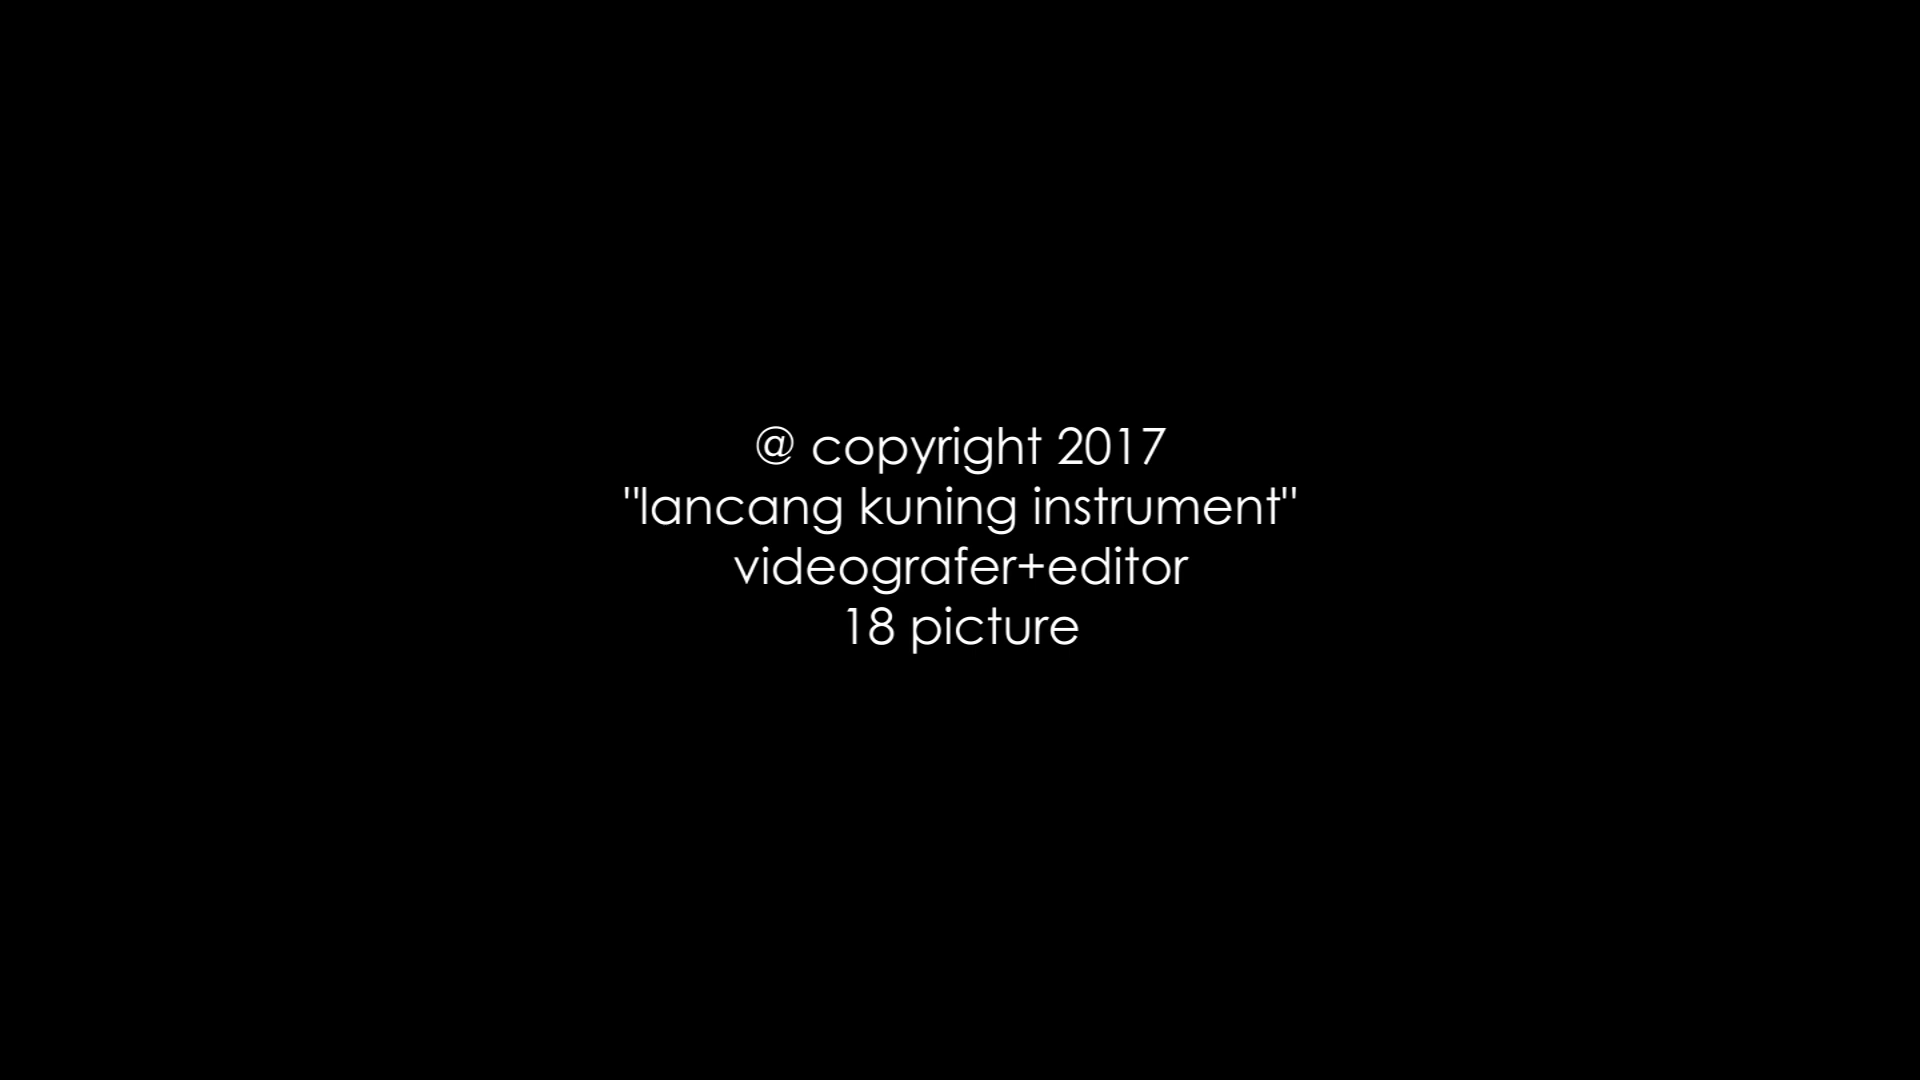 @ copyright 2017
"lancang kuning instrument"
videografer+editor
18 picture